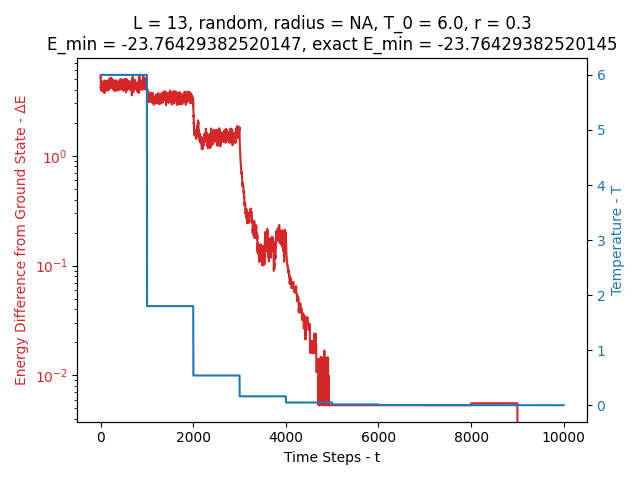 L = 13, random, radius = NA, T_0 = 6.0, r = 0.3
E_min = -23.76429382520147, exact E_min = -23.76429382520145
Energy Difference from Ground State - ΔE
10^0
10^-1
10^-2
6
5
4
3
2
1
0
Temperature - T
0 2000 4000 6000 8000 10000
Time Steps - t